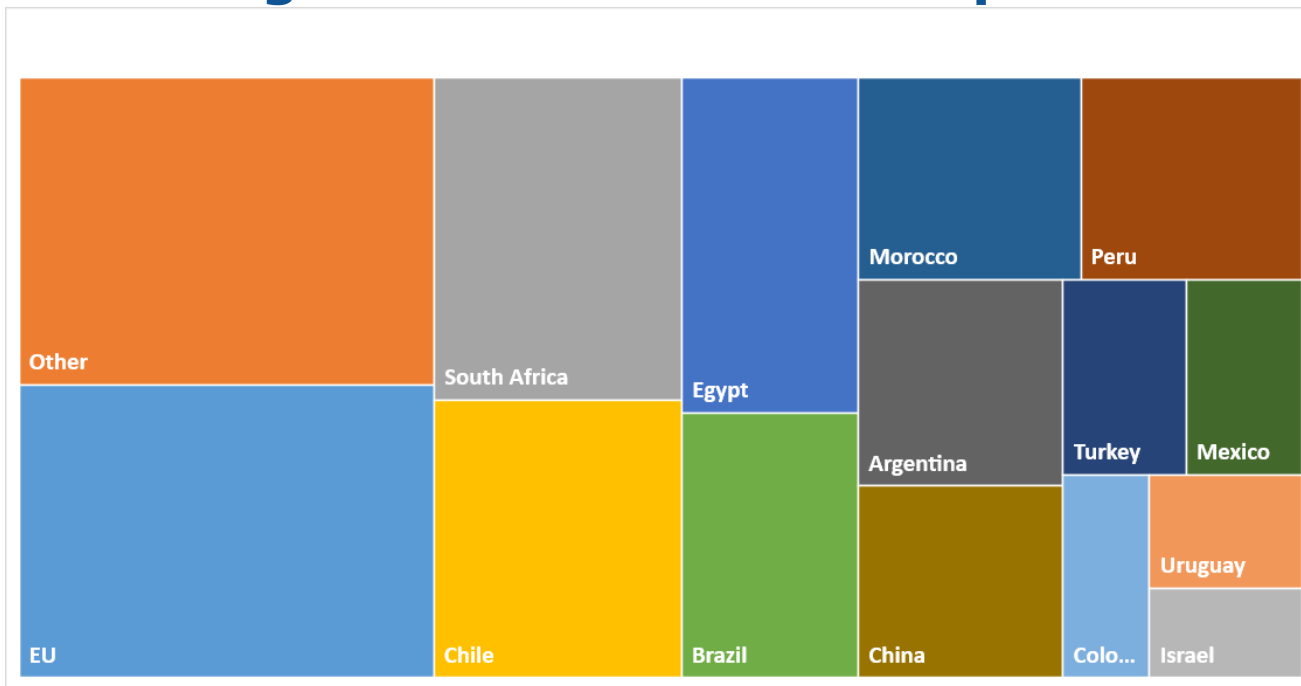 Other
EU
South Africa
Chile
Egypt
Brazil
Morocco
Peru
Argentina
Turkey
Mexico
China
Colo...
Uruguay
Israel